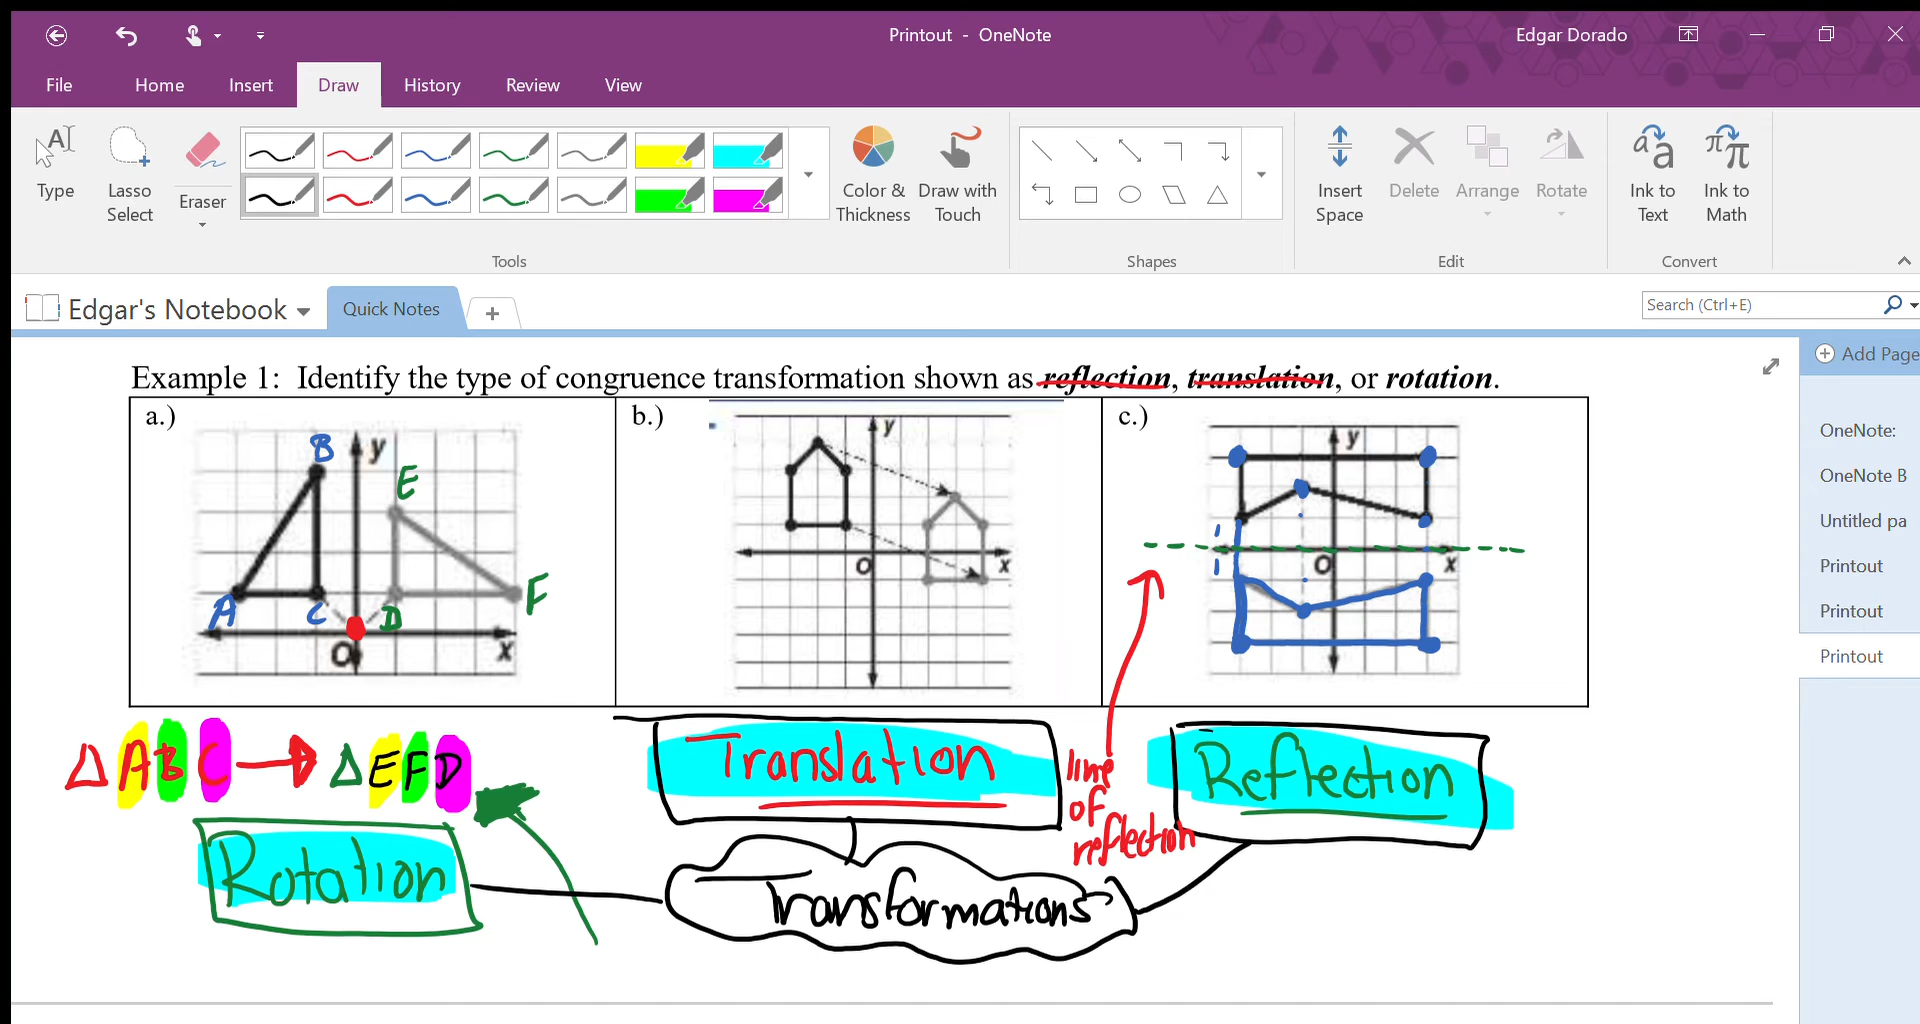 Printout - OneNote
Edgar Dorado
File Home Insert Draw History Review View
Type
Lasso Select
Eraser
Color & Thickness
Draw with Touch
Insert Space
Delete
Arrange
Rotate
Ink to Text
Ink to Math
Tools
Shapes
Edit
Convert
Edgar's Notebook
Quick Notes
+
Search (Ctrl+E)
Add Page
OneNote:
OneNote B
Untitled pa
Printout
Printout
Printout
Example 1: Identify the type of congruence transformation shown as reflection, translation, or rotation.
a.)
B
y
E
A
C
D
F
O
x
b.)
y
O
x
c.)
y
O
x
Δ ABC → Δ EFD
Rotation
Translation
line
of
reflection
Reflection
Transformations